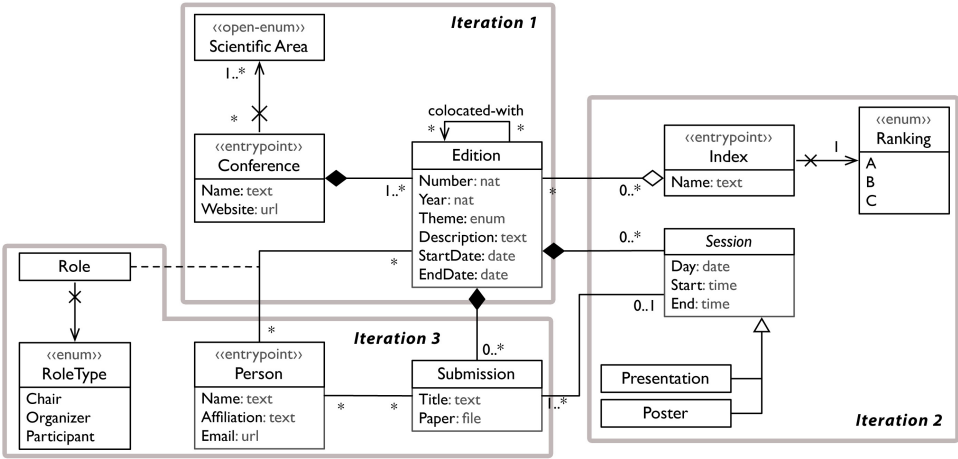 Iteration 1
‹‹open-enum››
Scientific Area
1..*
*
‹‹entrypoint››
Conference
Name: text
Website: url
1..*
colocated-with
*
*
Edition
Number: nat
Year: nat
Theme: enum
Description: text
StartDate: date
EndDate: date
*
0..*
‹‹entrypoint››
Index
Name: text
1
‹‹enum››
Ranking
A
B
C
0..*
Session
Day: date
Start: time
End: time
0..1
Presentation
Poster
Iteration 2
Role
‹‹enum››
RoleType
Chair
Organizer
Participant
*
*
Iteration 3
‹‹entrypoint››
Person
Name: text
Affiliation: text
Email: url
*
*
0..*
Submission
Title: text
Paper: file
1..*